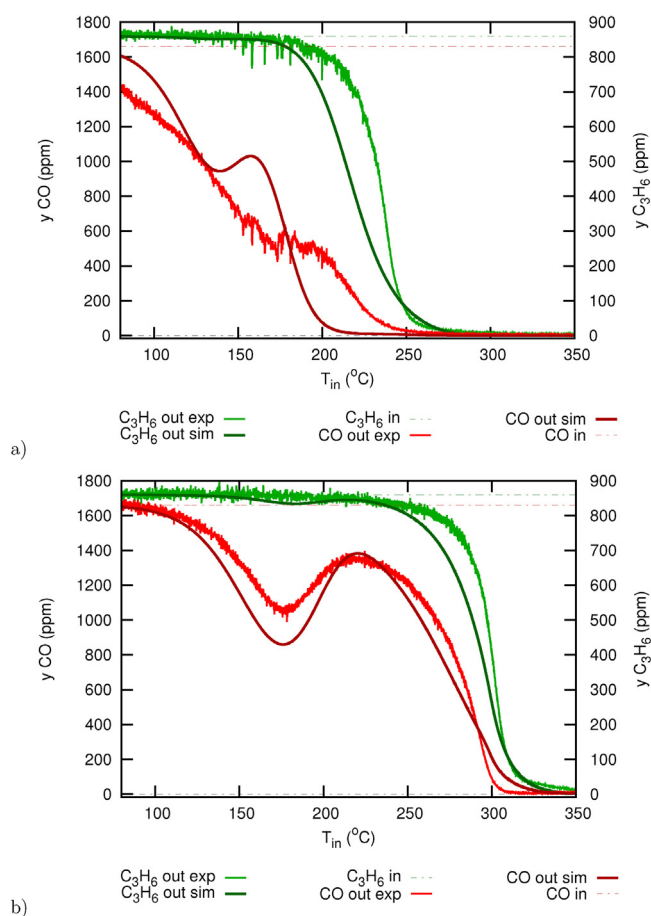 1800
1600
1400
1200
1000
800
600
400
200
0
y CO (ppm)
900
800
700
600
500
400
300
200
100
0
y C₃H₆ (ppm)
100 150 200 250 300 350
T_in (°C)
C₃H₆ out exp C₃H₆ in CO out sim
C₃H₆ out sim CO out exp CO in
a)
1800
1600
1400
1200
1000
800
600
400
200
0
y CO (ppm)
900
800
700
600
500
400
300
200
100
0
y C₃H₆ (ppm)
100 150 200 250 300 350
T_in (°C)
C₃H₆ out exp C₃H₆ in CO out sim
C₃H₆ out sim CO out exp CO in
b)